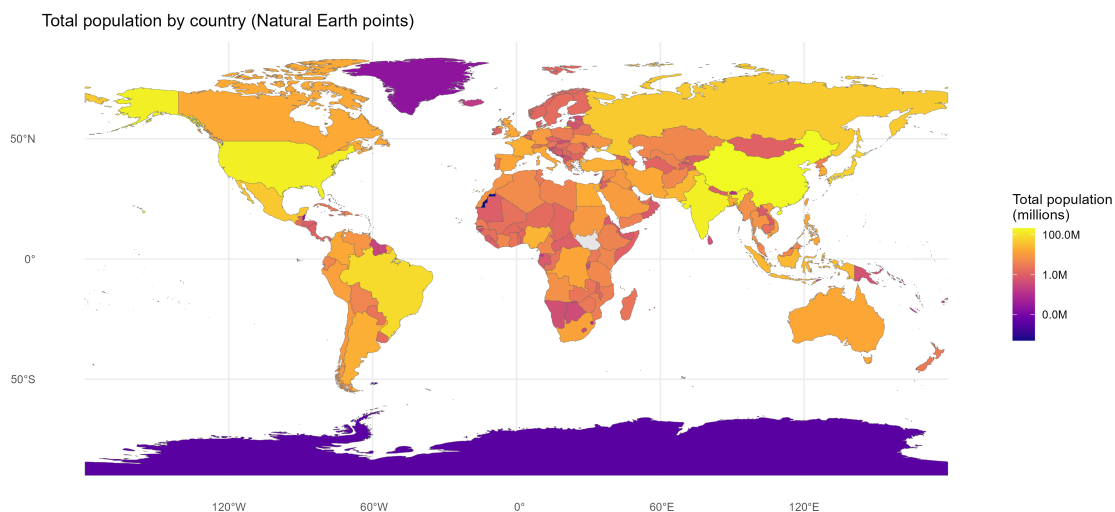 Total population by country (Natural Earth points)
50°N
0°
50°S
120°W
60°W
0°
60°E
120°E
Total population
(millions)
100.0M
1.0M
0.0M